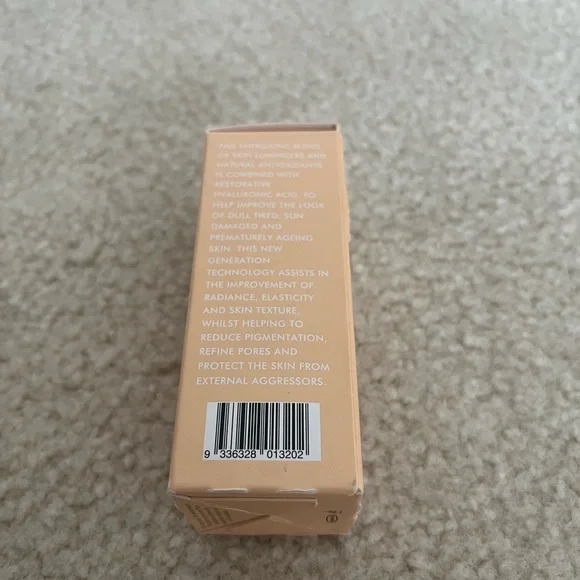 THIS ENERGISING BLEND
OF SKIN LUMINIZERS AND
NATURAL ANTIOXIDANTS
IS COMBINED WITH
RESTORATIVE
HYALURONIC ACID, TO
HELP IMPROVE THE LOOK
OF DULL TIRED, SUN
DAMAGED AND
PREMATURELY AGEING
SKIN. THIS NEW
GENERATION
TECHNOLOGY ASSISTS IN
THE IMPROVEMENT OF
RADIANCE, ELASTICITY
AND SKIN TEXTURE,
WHILST HELPING TO
REDUCE PIGMENTATION,
REFINE PORES AND
PROTECT THE SKIN FROM
EXTERNAL AGGRESSORS.
9 336328 013202